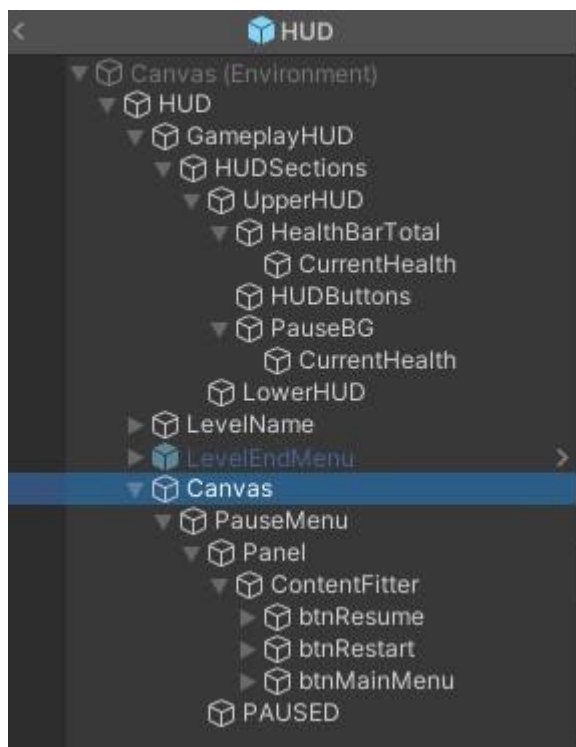 HUD
Canvas (Environment)
HUD
GameplayHUD
HUDSections
UpperHUD
HealthBarTotal
CurrentHealth
HUDButtons
PauseBG
CurrentHealth
LowerHUD
LevelName
LevelEndMenu
Canvas
PauseMenu
Panel
ContentFitter
btnResume
btnRestart
btnMainMenu
PAUSED